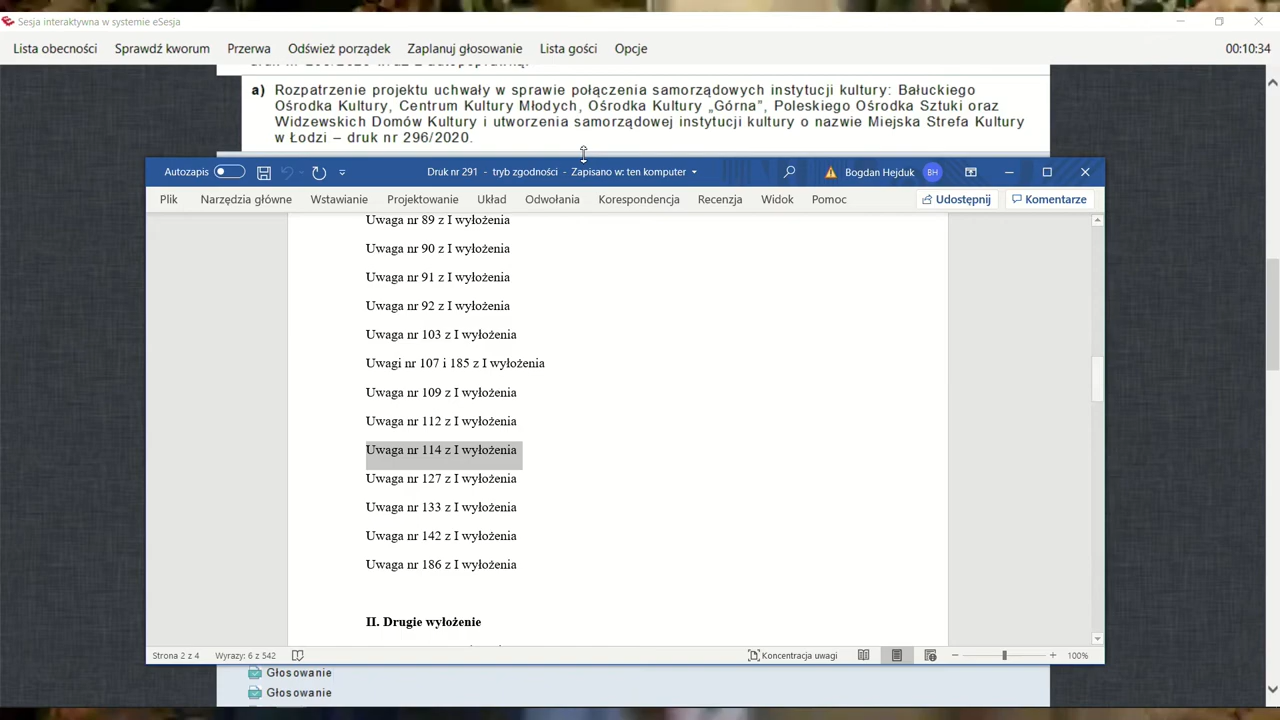 Sesja interaktywna w systemie eSesja
Lista obecności Sprawdź kworum Przerwa Odśwież porządek Zaplanuj głosowanie Lista gości Opcje 00:10:34
a) Rozpatrzenie projektu uchwały w sprawie połączenia samorządowych instytucji kultury: Bałuckiego
Ośrodka Kultury, Centrum Kultury Młodych, Ośrodka Kultury „Górna”, Poleskiego Ośrodka Sztuki oraz
Widzewskich Domów Kultury i utworzenia samorządowej instytucji kultury o nazwie Miejska Strefa Kultury
w Łodzi – druk nr 296/2020.
Autozapis Druk nr 291 - tryb zgodności - Zapisano w: ten komputer Bogdan Hejduk BH
Plik Narzędzia główne Wstawianie Projektowanie Układ Odwołania Korespondencja Recenzja Widok Pomoc Udostępnij Komentarze
Uwaga nr 89 z I wyłożenia
Uwaga nr 90 z I wyłożenia
Uwaga nr 91 z I wyłożenia
Uwaga nr 92 z I wyłożenia
Uwaga nr 103 z I wyłożenia
Uwagi nr 107 i 185 z I wyłożenia
Uwaga nr 109 z I wyłożenia
Uwaga nr 112 z I wyłożenia
Uwaga nr 114 z I wyłożenia
Uwaga nr 127 z I wyłożenia
Uwaga nr 133 z I wyłożenia
Uwaga nr 142 z I wyłożenia
Uwaga nr 186 z I wyłożenia
II. Drugie wyłożenie
Strona 2 z 4 Wyrazy: 6 z 542 Koncentracja uwagi 100%
Głosowanie
Głosowanie